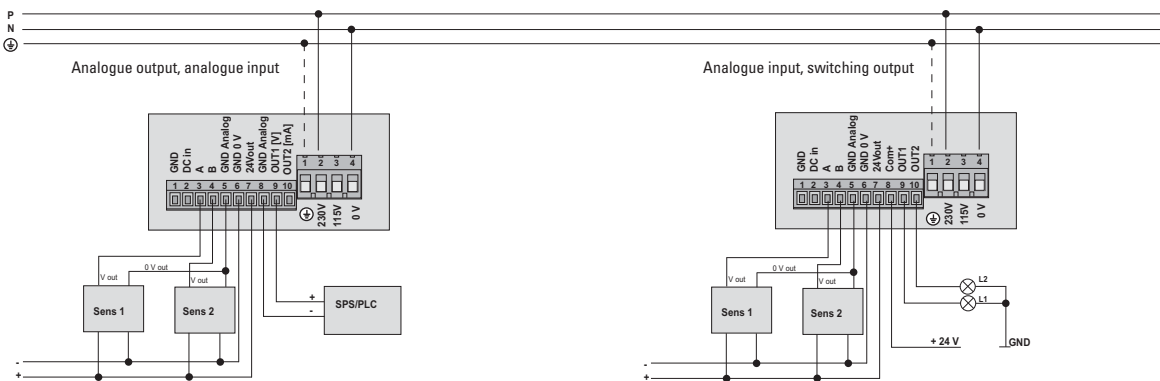 P
N
Analogue output, analogue input
GND
DC in
A
B
GND Analog
GND 0 V
24Vout
GND Analog
OUT1 [V]
OUT2 [mA]
1 2 3 4 5 6 7 8 9 10
1 2 3 4
230V
115V
0 V
V out
0 V out
V out
Sens 1
Sens 2
+
-
SPS/PLC
-
+
Analogue input, switching output
GND
DC in
A
B
GND Analog
GND 0 V
24Vout
Com+
OUT1
OUT2
1 2 3 4 5 6 7 8 9 10
1 2 3 4
230V
115V
0 V
V out
0 V out
V out
Sens 1
Sens 2
L2
L1
+ 24 V
GND
-
+